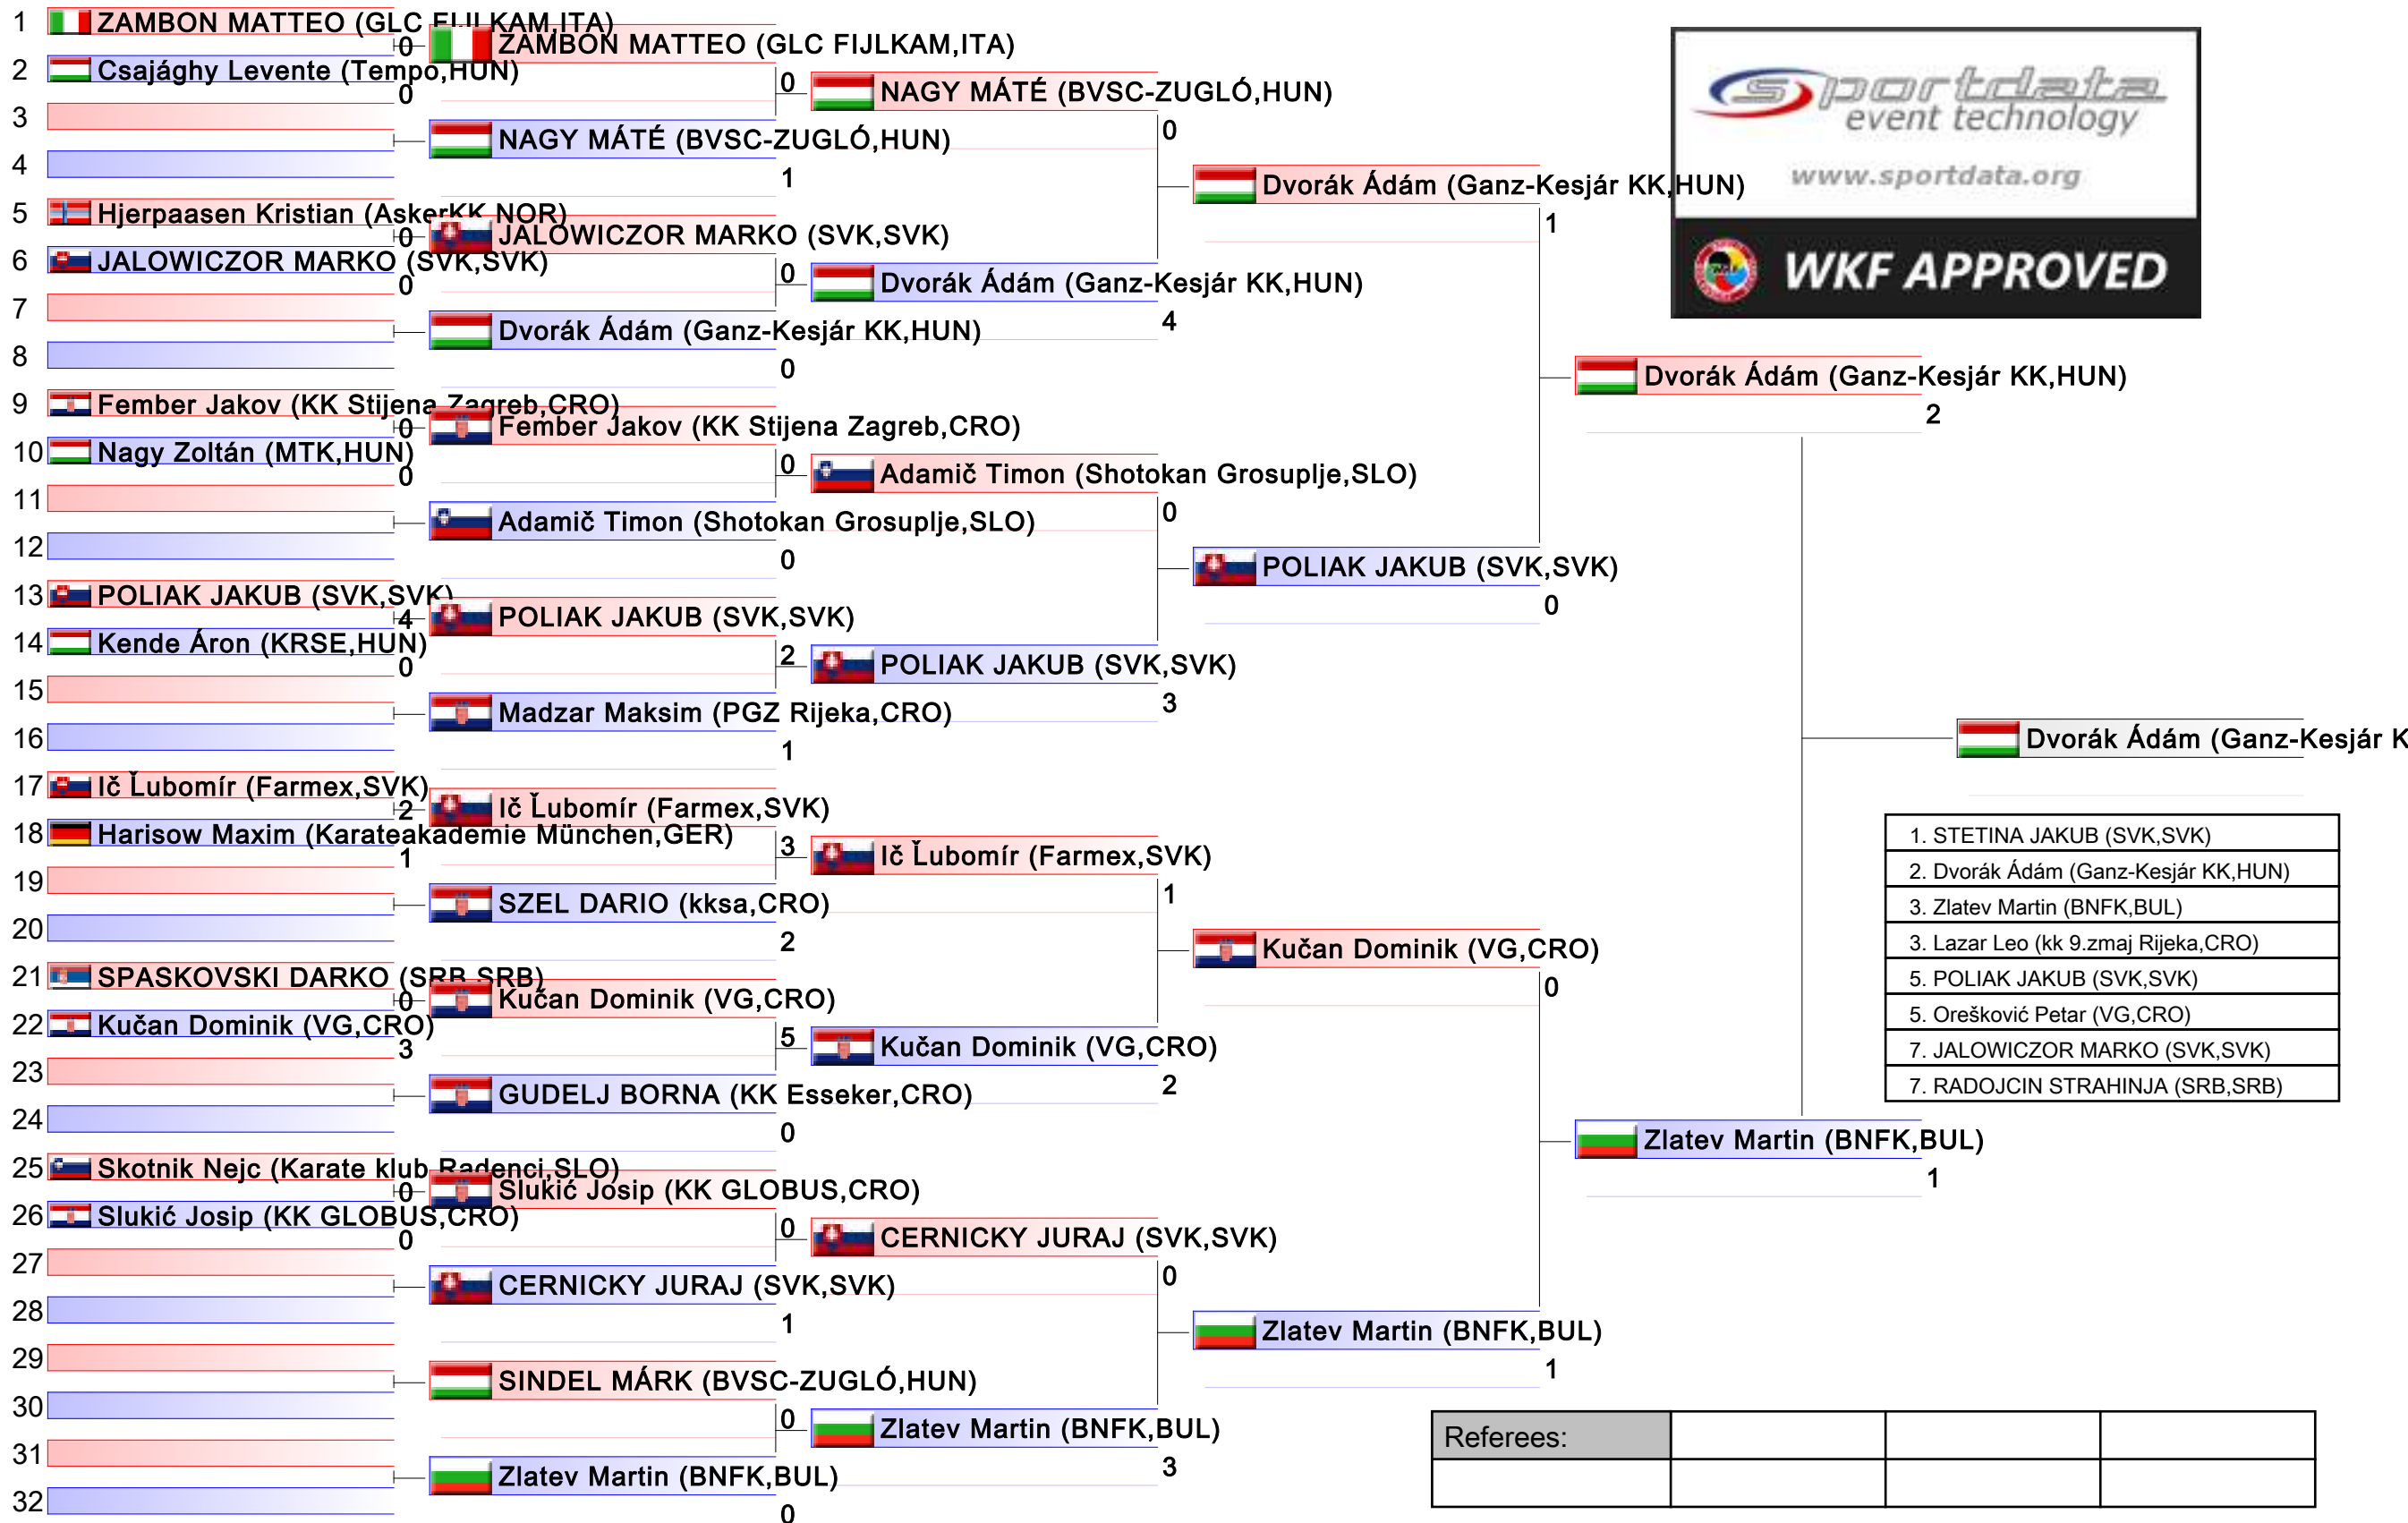 1 ZAMBON MATTEO (GLC FIJLKAM,ITA)
0
2 Csajághy Levente (Tempo,HUN)
0
3
4
5 Hjerpaasen Kristian (AskerKK,NOR)
0
6 JALOWICZOR MARKO (SVK,SVK)
0
7
8
9 Fember Jakov (KK Stijena Zagreb,CRO)
0
10 Nagy Zoltán (MTK,HUN)
0
11
12
13 POLIAK JAKUB (SVK,SVK)
4
14 Kende Áron (KRSE,HUN)
0
15
16
17 Ič Ľubomír (Farmex,SVK)
2
18 Harisow Maxim (Karateakademie München,GER)
1
19
20
21 SPASKOVSKI DARKO (SRB,SRB)
0
22 Kučan Dominik (VG,CRO)
3
23
24
25 Skotnik Nejc (Karate klub Radenci,SLO)
0
26 Slukić Josip (KK GLOBUS,CRO)
0
27
28
29
30
31
32
ZAMBON MATTEO (GLC FIJLKAM,ITA)
0
NAGY MÁTÉ (BVSC-ZUGLÓ,HUN)
1
JALOWICZOR MARKO (SVK,SVK)
0
Dvorák Ádám (Ganz-Kesjár KK,HUN)
0
Fember Jakov (KK Stijena Zagreb,CRO)
0
Adamič Timon (Shotokan Grosuplje,SLO)
0
POLIAK JAKUB (SVK,SVK)
2
Madzar Maksim (PGZ Rijeka,CRO)
1
Ič Ľubomír (Farmex,SVK)
3
SZEL DARIO (kksa,CRO)
2
Kučan Dominik (VG,CRO)
5
GUDELJ BORNA (KK Esseker,CRO)
0
Slukić Josip (KK GLOBUS,CRO)
0
CERNICKY JURAJ (SVK,SVK)
1
SINDEL MÁRK (BVSC-ZUGLÓ,HUN)
0
Zlatev Martin (BNFK,BUL)
0
NAGY MÁTÉ (BVSC-ZUGLÓ,HUN)
0
Dvorák Ádám (Ganz-Kesjár KK,HUN)
4
Adamič Timon (Shotokan Grosuplje,SLO)
0
POLIAK JAKUB (SVK,SVK)
3
Ič Ľubomír (Farmex,SVK)
1
Kučan Dominik (VG,CRO)
2
CERNICKY JURAJ (SVK,SVK)
0
Zlatev Martin (BNFK,BUL)
3
Dvorák Ádám (Ganz-Kesjár KK,HUN)
1
POLIAK JAKUB (SVK,SVK)
0
Kučan Dominik (VG,CRO)
0
Zlatev Martin (BNFK,BUL)
1
Dvorák Ádám (Ganz-Kesjár KK,HUN)
2
Zlatev Martin (BNFK,BUL)
1
Dvorák Ádám (Ganz-Kesjár K
sportdata
event technology
www.sportdata.org
WKF APPROVED
1. STETINA JAKUB (SVK,SVK)
2. Dvorák Ádám (Ganz-Kesjár KK,HUN)
3. Zlatev Martin (BNFK,BUL)
3. Lazar Leo (kk 9.zmaj Rijeka,CRO)
5. POLIAK JAKUB (SVK,SVK)
5. Orešković Petar (VG,CRO)
7. JALOWICZOR MARKO (SVK,SVK)
7. RADOJCIN STRAHINJA (SRB,SRB)
Referees: